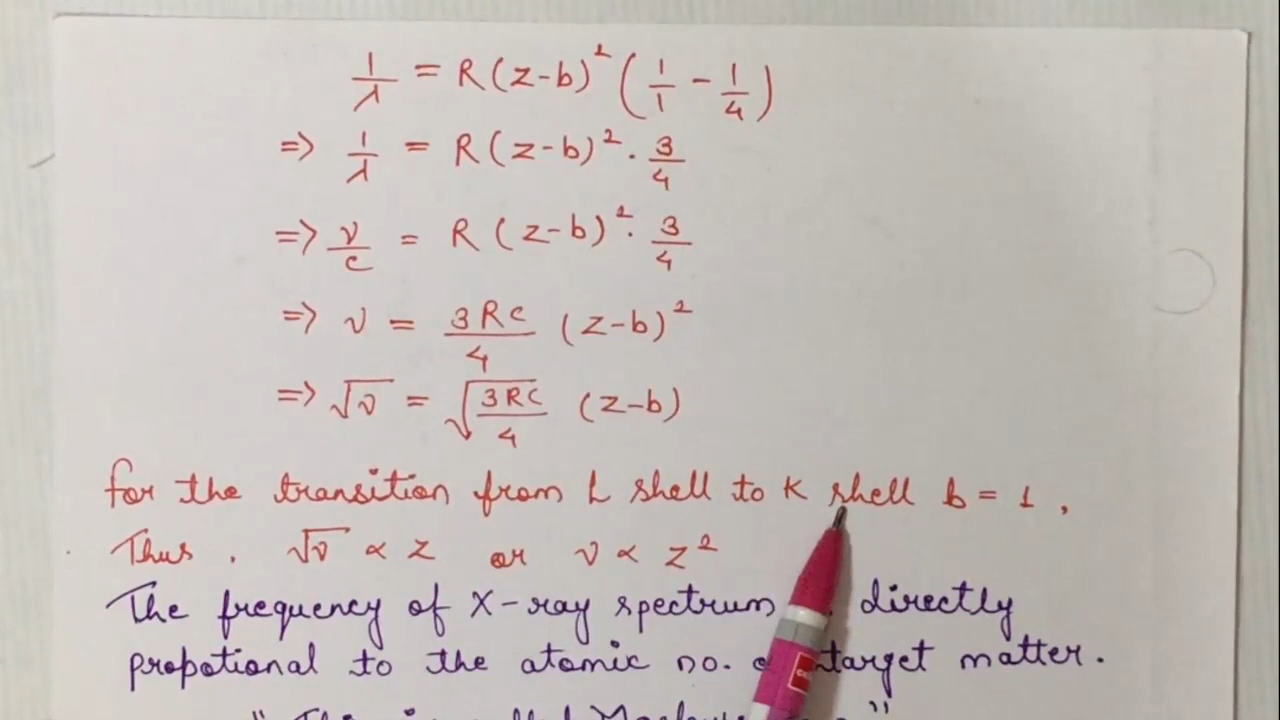 1/λ = R(z-b)² (1/1 - 1/4)
=> 1/λ = R(z-b)² . 3/4
=> ν/c = R (z-b)² . 3/4
=> ν = 3RC/4 (z-b)²
=> √ν = √(3RC/4) (z-b)
for the transition from L shell to K shell b = 1 ,
Thus . √ν ∝ z or ν ∝ z²
The frequency of X-ray spectrum directly
propotional to the atomic no. target matter.